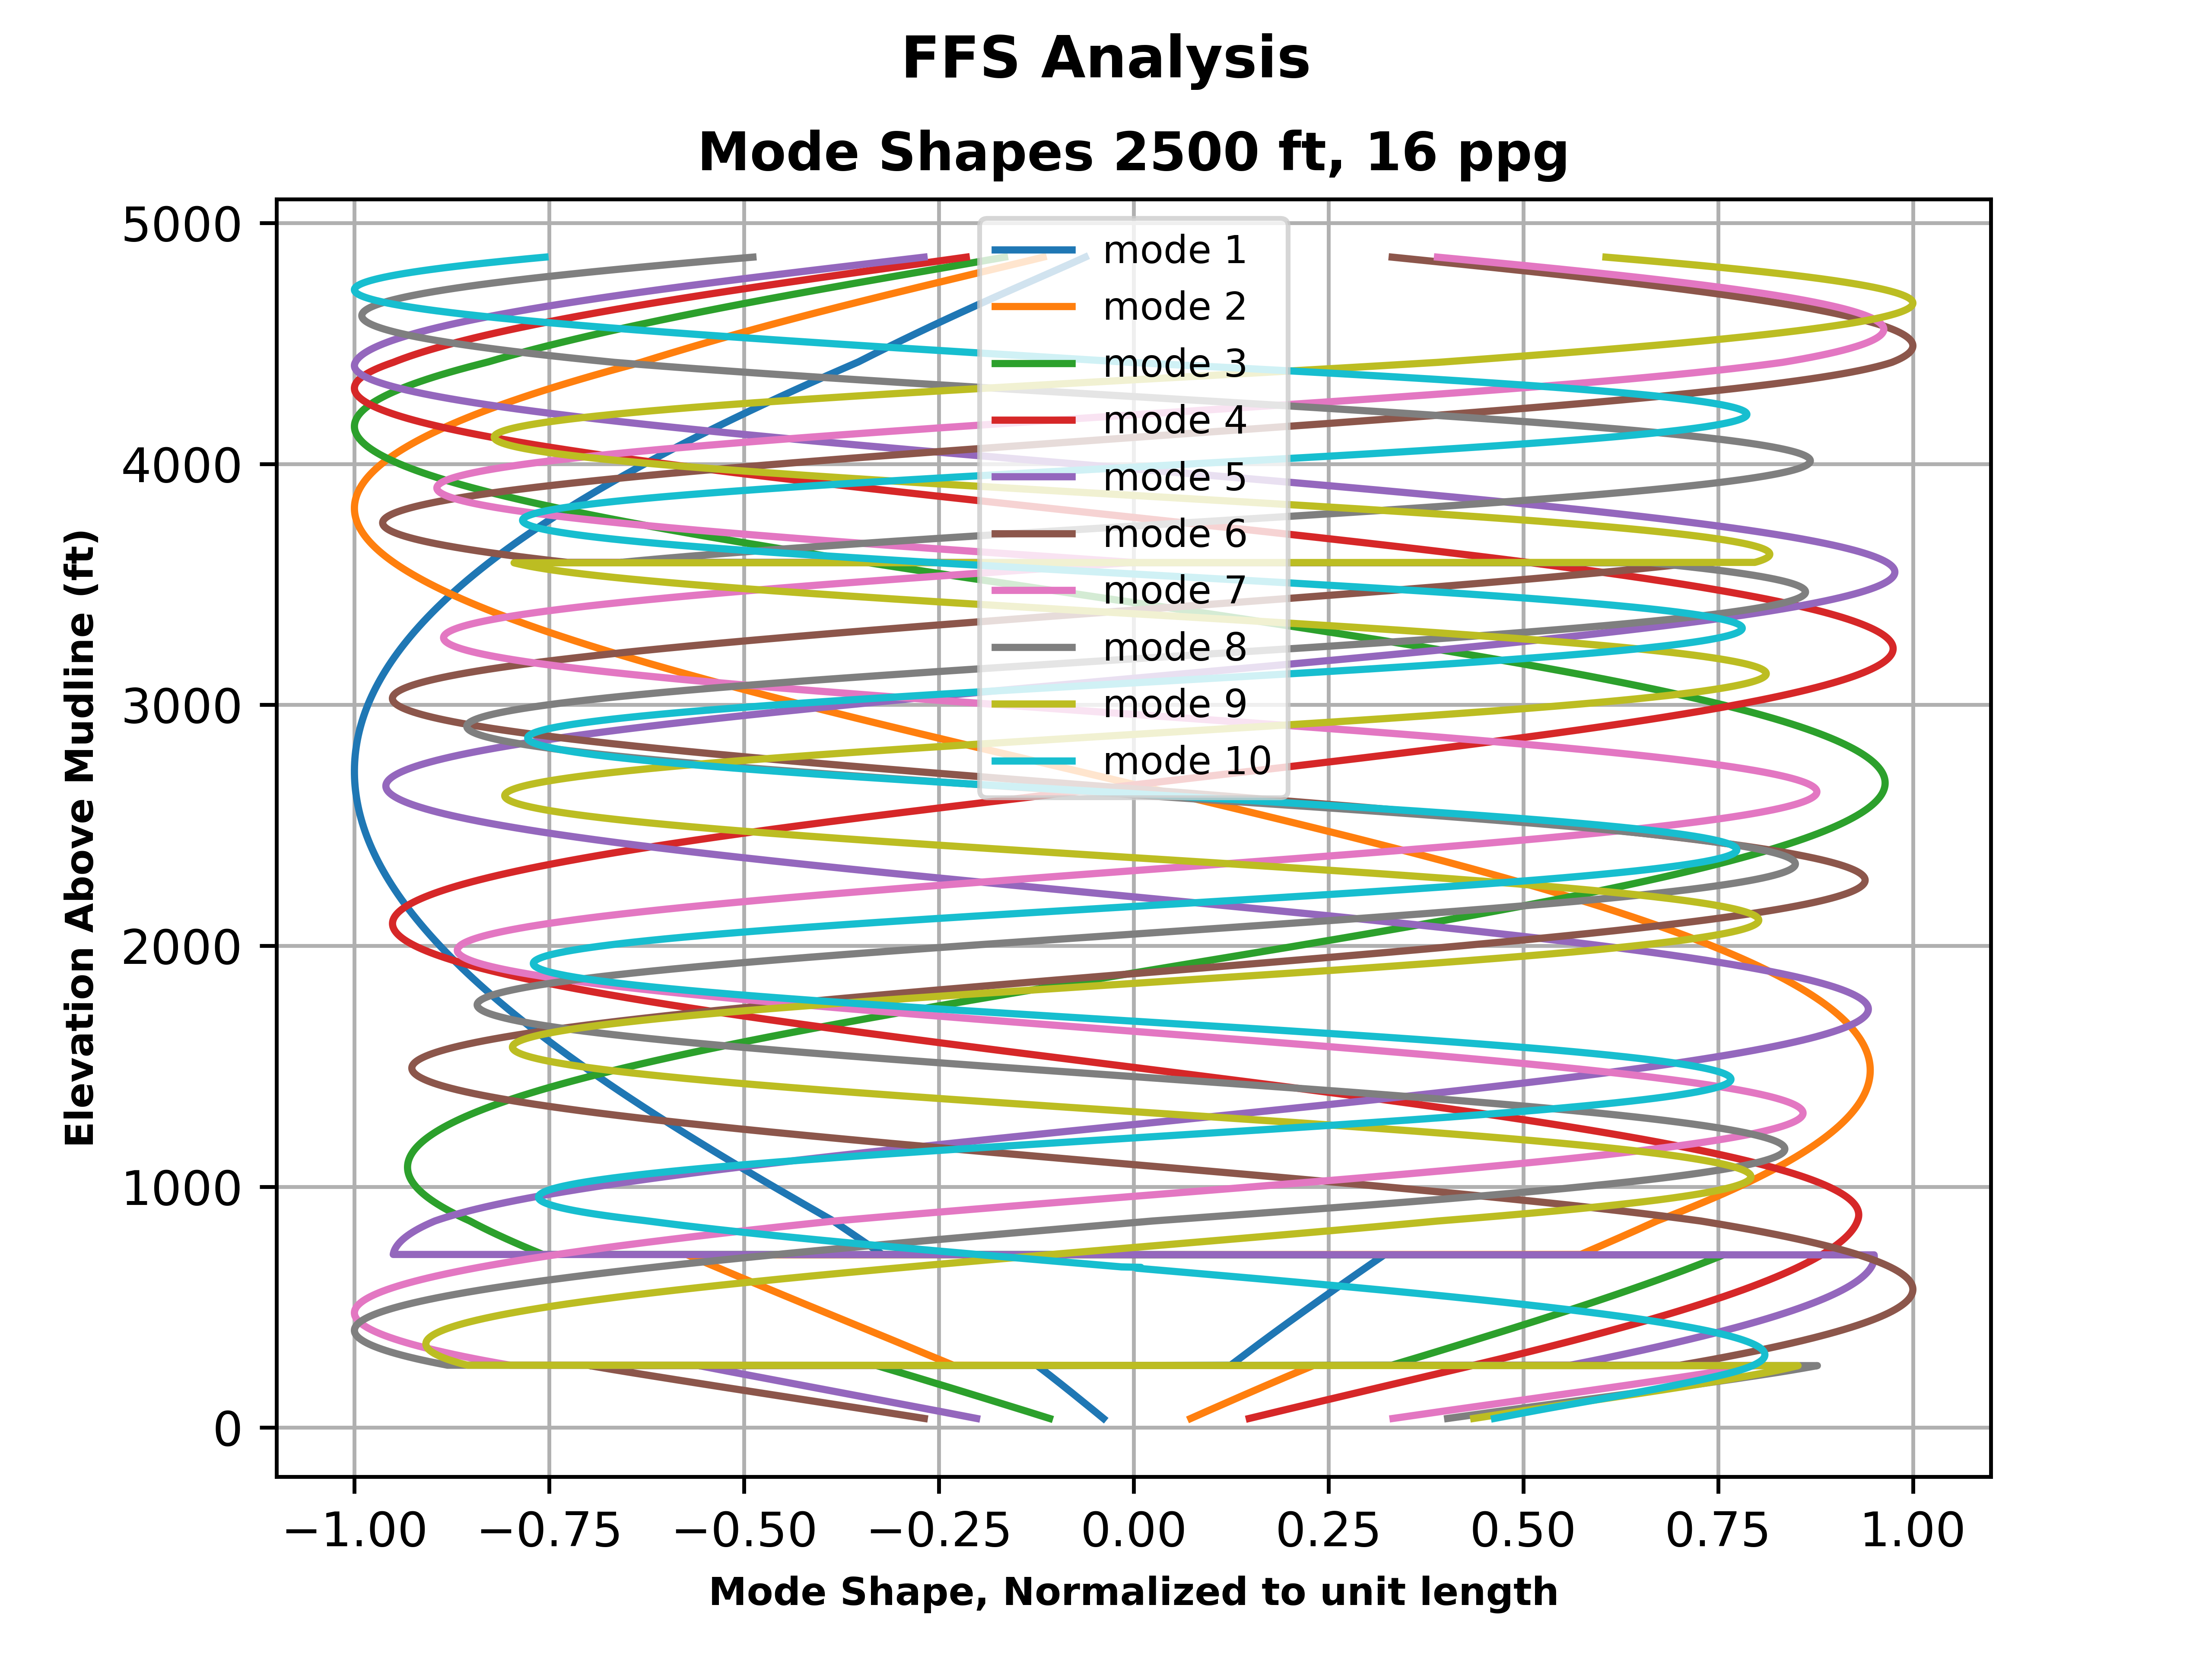 FFS Analysis
Mode Shapes 2500 ft, 16 ppg
5000
4000
3000
2000
1000
0
Elevation Above Mudline (ft)
mode 1
mode 2
mode 3
mode 4
mode 5
mode 6
mode 7
mode 8
mode 9
mode 10
−1.00 −0.75 −0.50 −0.25 0.00 0.25 0.50 0.75 1.00
Mode Shape, Normalized to unit length